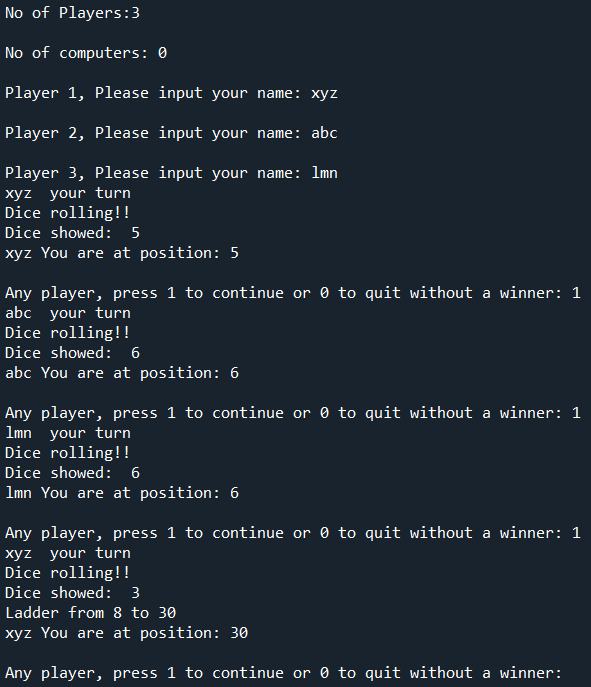 No of Players:3
No of computers: 0
Player 1, Please input your name: xyz
Player 2, Please input your name: abc
Player 3, Please input your name: lmn
xyz  your turn
Dice rolling!!
Dice showed:  5
xyz You are at position: 5
Any player, press 1 to continue or 0 to quit without a winner: 1
abc  your turn
Dice rolling!!
Dice showed:  6
abc You are at position: 6
Any player, press 1 to continue or 0 to quit without a winner: 1
lmn  your turn
Dice rolling!!
Dice showed:  6
lmn You are at position: 6
Any player, press 1 to continue or 0 to quit without a winner: 1
xyz  your turn
Dice rolling!!
Dice showed:  3
Ladder from 8 to 30
xyz You are at position: 30
Any player, press 1 to continue or 0 to quit without a winner: